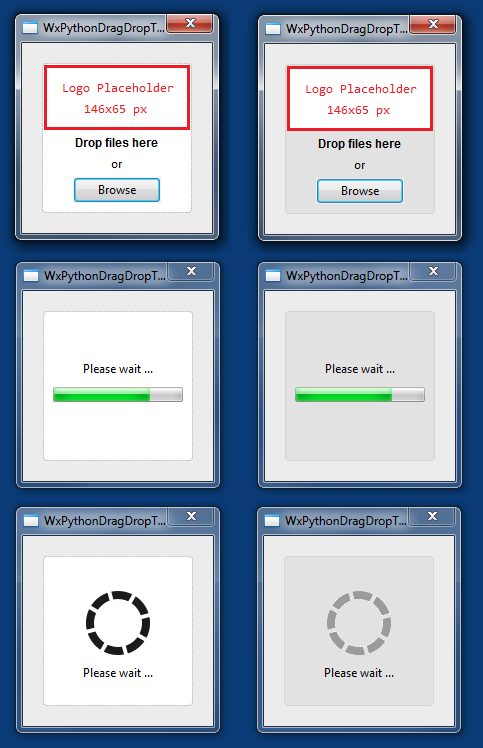 WxPythonDragDropT...
Logo Placeholder
146x65 px
Drop files here
or
Browse
WxPythonDragDropT...
Logo Placeholder
146x65 px
Drop files here
or
Browse
WxPythonDragDropT...
Please wait ...
WxPythonDragDropT...
Please wait ...
WxPythonDragDropT...
Please wait ...
WxPythonDragDropT...
Please wait ...